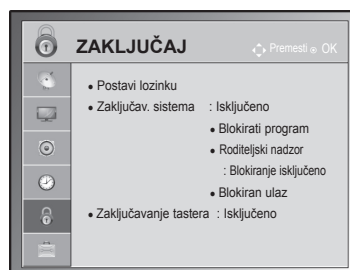 ZAKLJUČAJ
Premesti OK
• Postavi lozinku
• Zaključav. sistema : Isključeno
• Blokirati program
• Roditeljski nadzor
: Blokiranje isključeno
• Blokiran ulaz
• Zaključavanje tastera : Isključeno